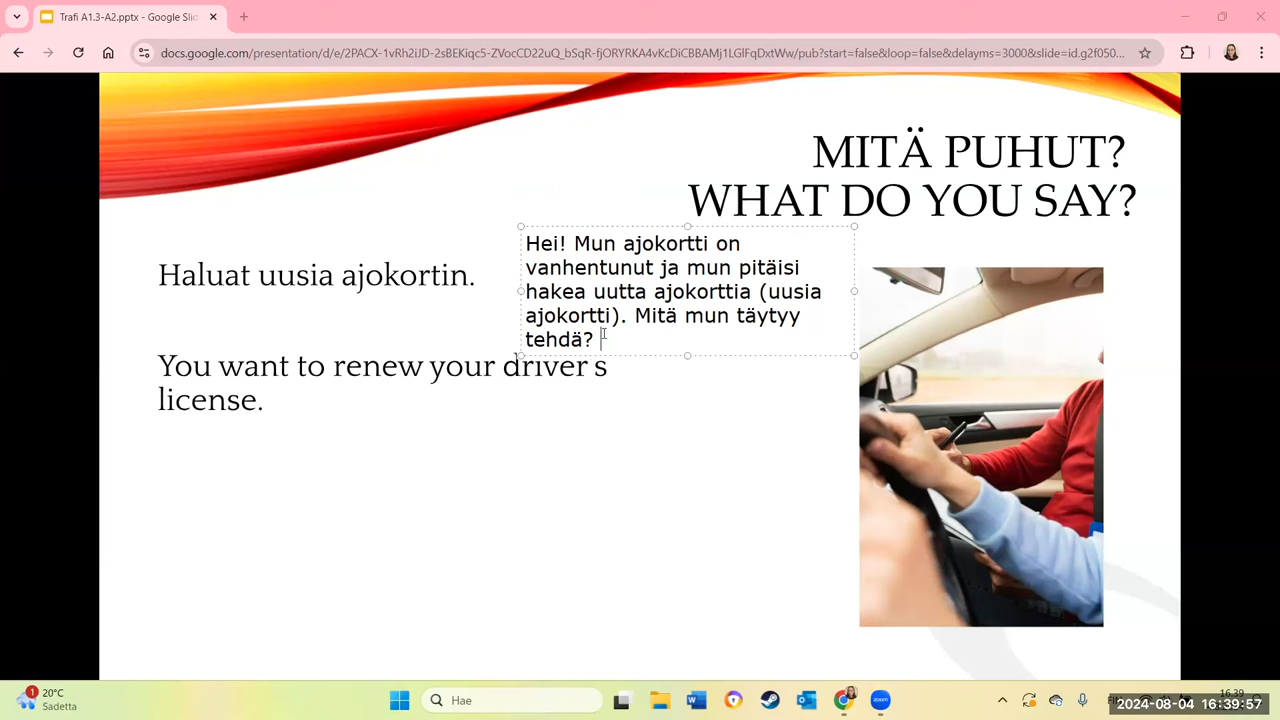 Trafi A1.3-A2.pptx - Google Slid
docs.google.com/presentation/d/e/2PACX-1vRh2iJD-2sBEKiqc5-ZVocCD22uQ_bSqR-fjORYRKA4vKcDiCBBAMj1LGlFqDxtWw/pub?start=false&loop=false&delayms=3000&slide=id.g2f050...
MITÄ PUHUT?
WHAT DO YOU SAY?
Hei! Mun ajokortti on
vanhentunut ja mun pitäisi
hakea uutta ajokorttia (uusia
ajokortti). Mitä mun täytyy
tehdä?
Haluat uusia ajokortin.
You want to renew your driver's
license.
1
20°C
Sadetta
Hae
16.39
2024-08-04 16:39:57